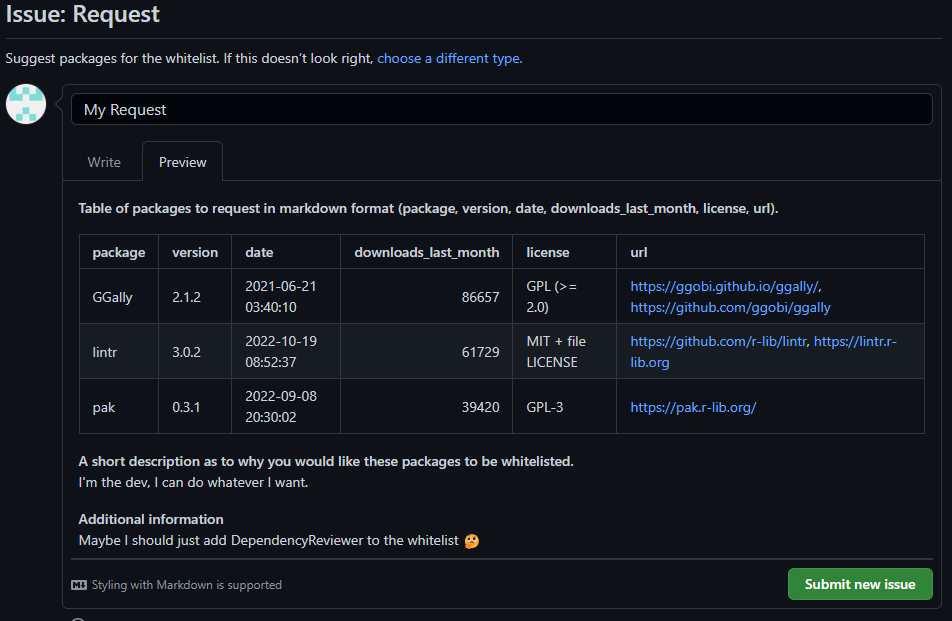 Issue: Request
Suggest packages for the whitelist. If this doesn't look right, choose a different type.
My Request
Write Preview
Table of packages to request in markdown format (package, version, date, downloads_last_month, license, url).
package version date downloads_last_month license url
GGally 2.1.2 2021-06-21 03:40:10 86657 GPL (>= 2.0) https://ggobi.github.io/ggally/, https://github.com/ggobi/ggally
lintr 3.0.2 2022-10-19 08:52:37 61729 MIT + file LICENSE https://github.com/r-lib/lintr, https://lintr.r-lib.org
pak 0.3.1 2022-09-08 20:30:02 39420 GPL-3 https://pak.r-lib.org/
A short description as to why you would like these packages to be whitelisted.
I'm the dev, I can do whatever I want.
Additional information
Maybe I should just add DependencyReviewer to the whitelist 🤔
Styling with Markdown is supported
Submit new issue